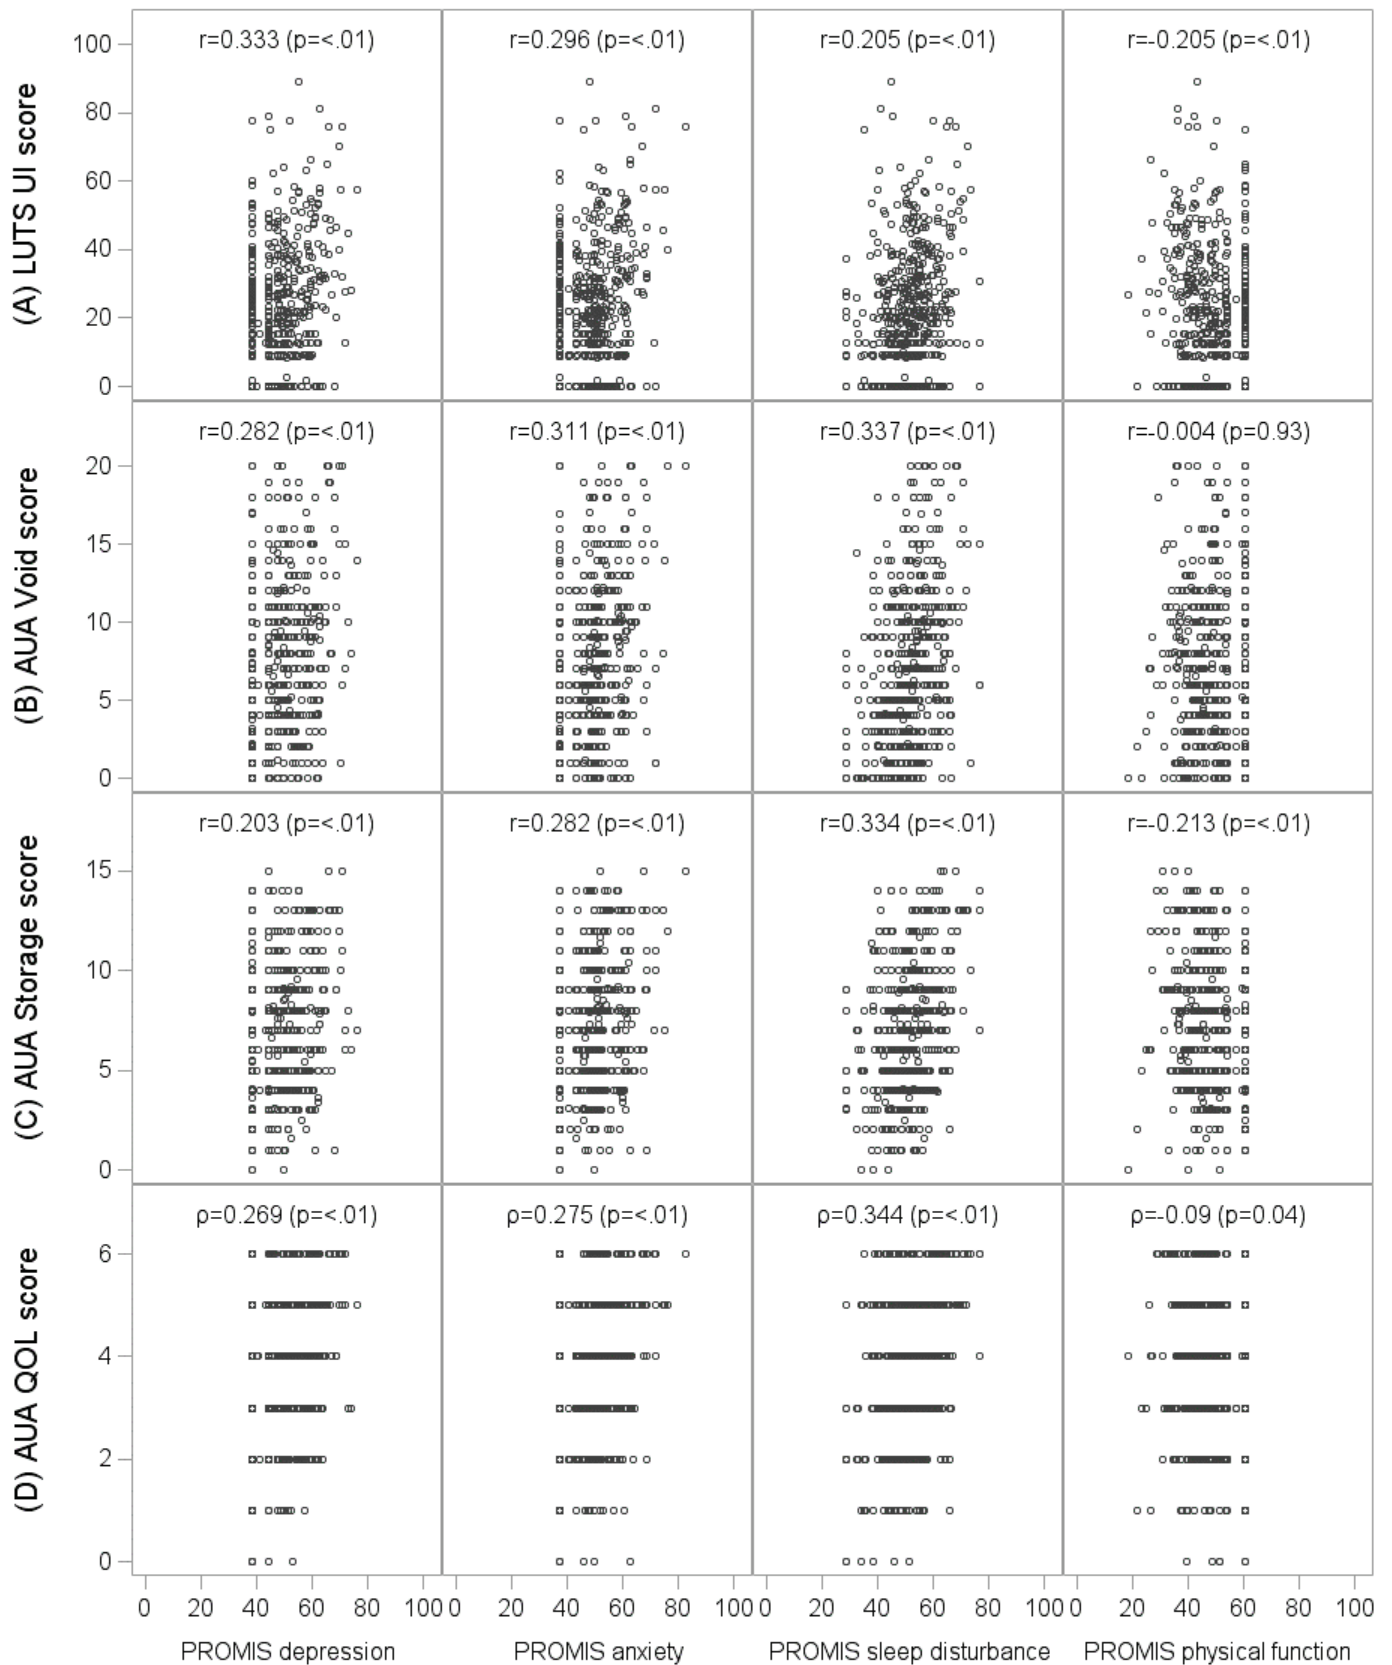 (A) LUTS UI score
100
80
60
40
20
0
r=0.333 (p=<.01)
r=0.296 (p=<.01)
r=0.205 (p=<.01)
r=-0.205 (p=<.01)
(B) AUA Void score
20
15
10
5
0
r=0.282 (p=<.01)
r=0.311 (p=<.01)
r=0.337 (p=<.01)
r=-0.004 (p=0.93)
(C) AUA Storage score
15
10
5
0
r=0.203 (p=<.01)
r=0.282 (p=<.01)
r=0.334 (p=<.01)
r=-0.213 (p=<.01)
(D) AUA QOL score
6
4
2
0
ρ=0.269 (p=<.01)
ρ=0.275 (p=<.01)
ρ=0.344 (p=<.01)
ρ=-0.09 (p=0.04)
0 20 40 60 80 100
0 20 40 60 80 100
0 20 40 60 80 100
0 20 40 60 80 100
PROMIS depression
PROMIS anxiety
PROMIS sleep disturbance
PROMIS physical function